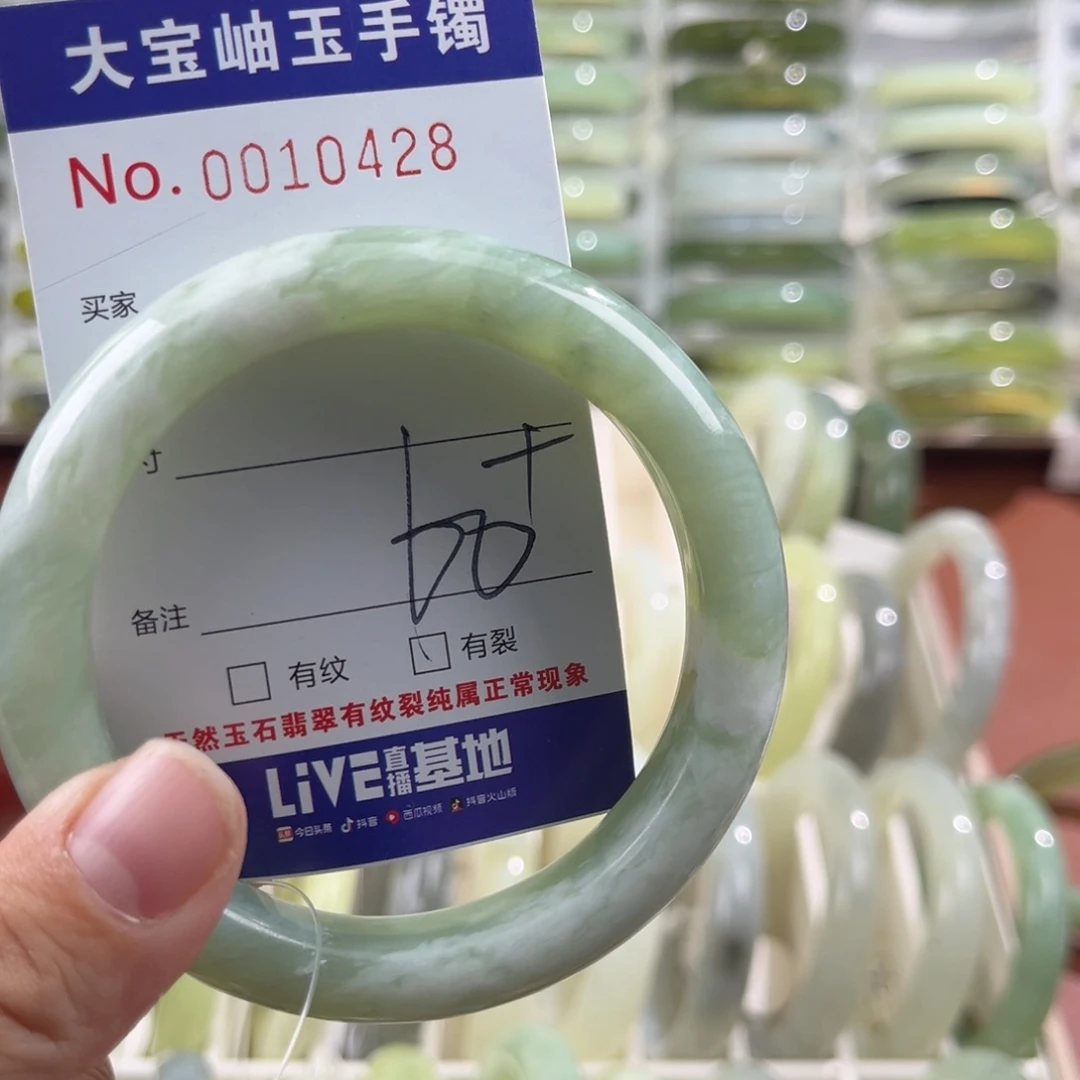 大宝岫玉手镯
No. 0010428
买家
寸
备注
有纹 有裂
天然玉石翡翠有纹裂纯属正常现象
LIVE直播基地
头条 今日头条 抖音 西瓜视频 抖音火山版